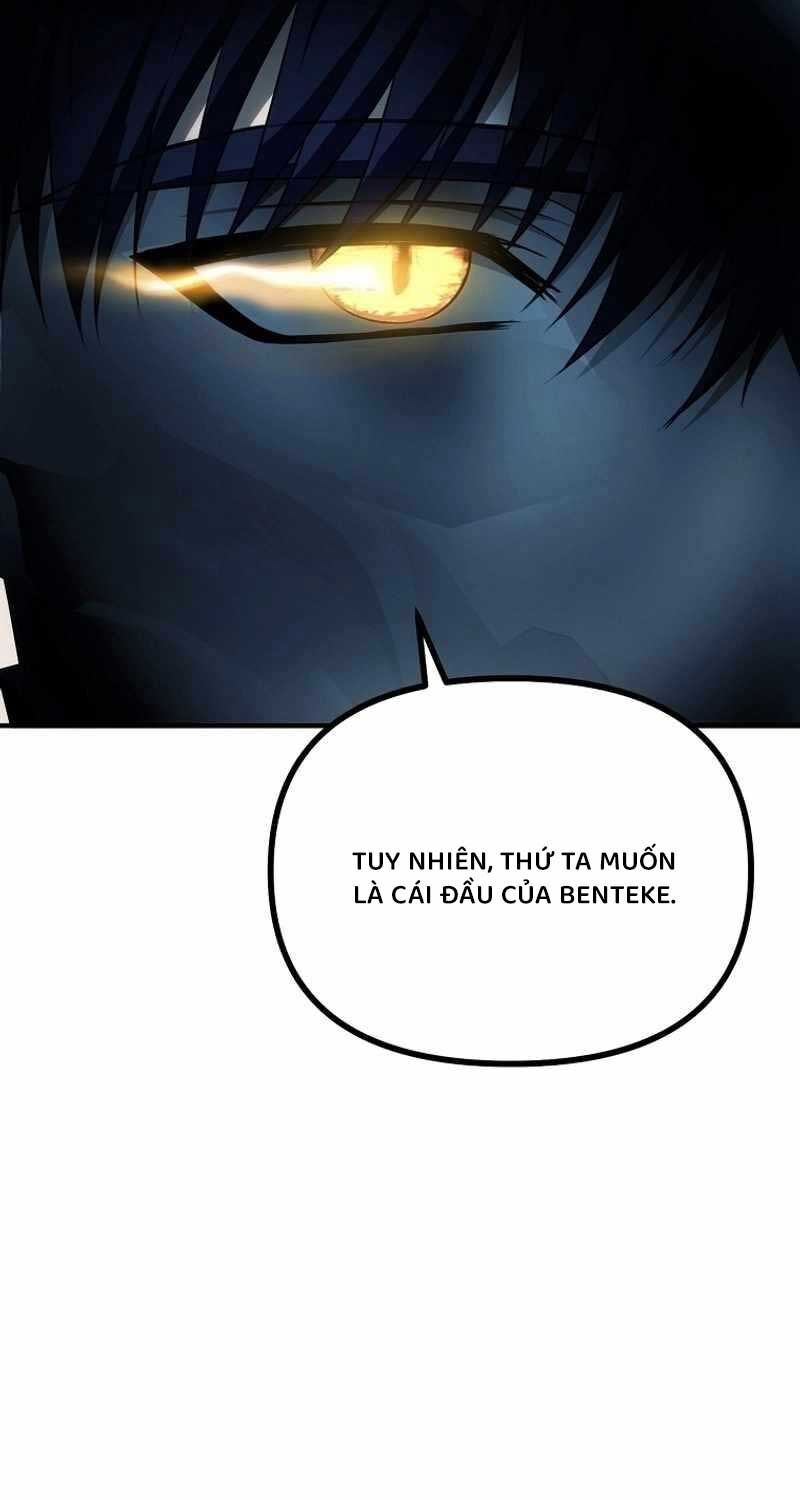 TUY NHIÊN, THỨ TA MUỐN
LÀ CÁI ĐẦU CỦA BENTEKE.